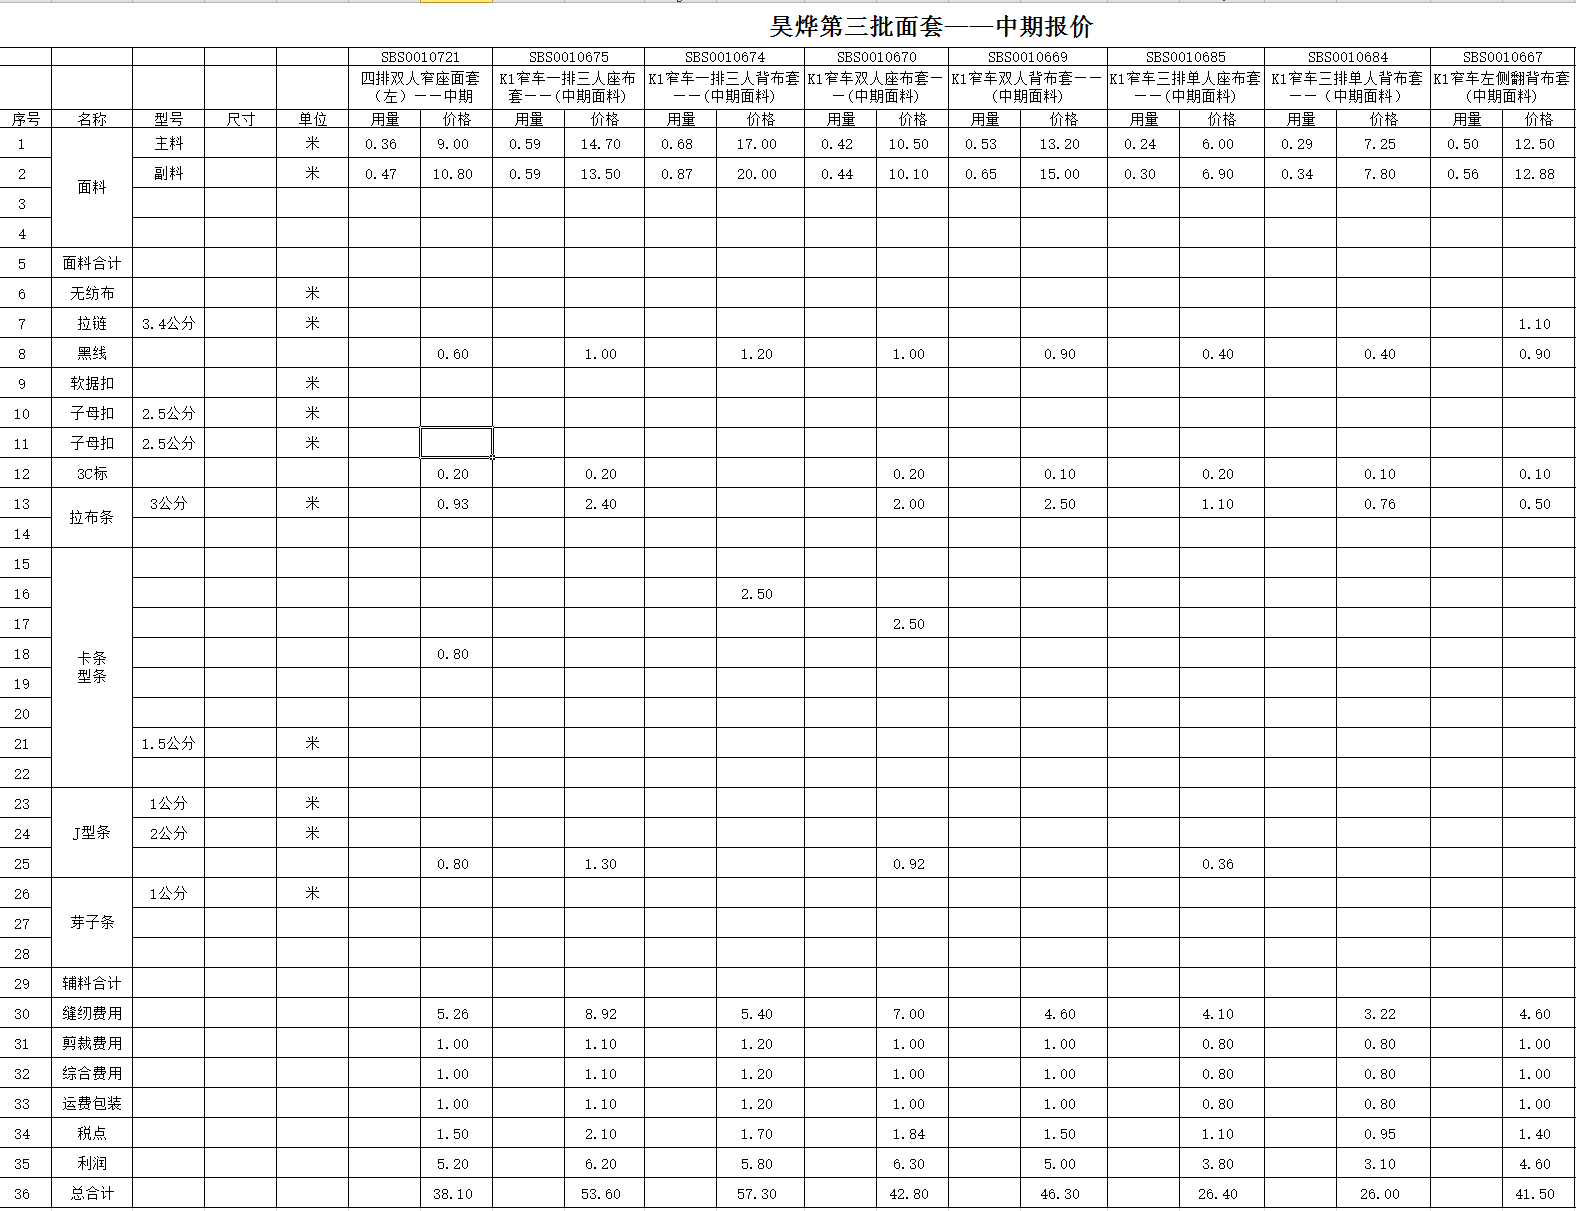 昊烨第三批面套——中期报价
SBS0010721 SBS0010675 SBS0010674 SBS0010670 SBS0010669 SBS0010685 SBS0010684 SBS0010667
四排双人窄座面套 K1窄车一排三人座布 K1窄车一排三人背布套 K1窄车双人座布套—— K1窄车双人背布套—— K1窄车三排单人座布套 K1窄车三排单人背布套 K1窄车左侧翻背布套
（左）——中期 套——(中期面料) ——(中期面料) —(中期面料) (中期面料) ——(中期面料) ——（中期面料） (中期面料)
序号 名称 型号 尺寸 单位 用量 价格 用量 价格 用量 价格 用量 价格 用量 价格 用量 价格 用量 价格 用量 价格
1 主料 米 0.36 9.00 0.59 14.70 0.68 17.00 0.42 10.50 0.53 13.20 0.24 6.00 0.29 7.25 0.50 12.50
2 副料 米 0.47 10.80 0.59 13.50 0.87 20.00 0.44 10.10 0.65 15.00 0.30 6.90 0.34 7.80 0.56 12.88
面料
3
4
5 面料合计
6 无纺布 米
7 拉链 3.4公分 米 1.10
8 黑线 0.60 1.00 1.20 1.00 0.90 0.40 0.40 0.90
9 软据扣 米
10 子母扣 2.5公分 米
11 子母扣 2.5公分 米
12 3C标 0.20 0.20 0.20 0.10 0.20 0.10 0.10
13 3公分 米 0.93 2.40 2.00 2.50 1.10 0.76 0.50
拉布条
14
15
16 2.50
17 2.50
18 0.80
卡条
型条
19
20
21 1.5公分 米
22
23 1公分 米
24 J型条 2公分 米
25 0.80 1.30 0.92 0.36
26 1公分 米
27 芽子条
28
29 辅料合计
30 缝纫费用 5.26 8.92 5.40 7.00 4.60 4.10 3.22 4.60
31 剪裁费用 1.00 1.10 1.20 1.00 1.00 0.80 0.80 1.00
32 综合费用 1.00 1.10 1.20 1.00 1.00 0.80 0.80 1.00
33 运费包装 1.00 1.10 1.20 1.00 1.00 0.80 0.80 1.00
34 税点 1.50 2.10 1.70 1.84 1.50 1.10 0.95 1.40
35 利润 5.20 6.20 5.80 6.30 5.00 3.80 3.10 4.60
36 总合计 38.10 53.60 57.30 42.80 46.30 26.40 26.00 41.50